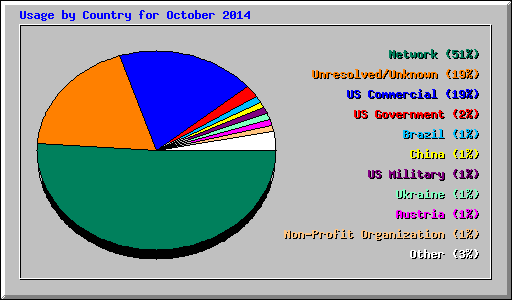 Usage by Country for October 2014
Network (51%)
Unresolved/Unknown (19%)
US Commercial (19%)
US Government (2%)
Brazil (1%)
China (1%)
US Military (1%)
Ukraine (1%)
Austria (1%)
Non-Profit Organization (1%)
Other (3%)